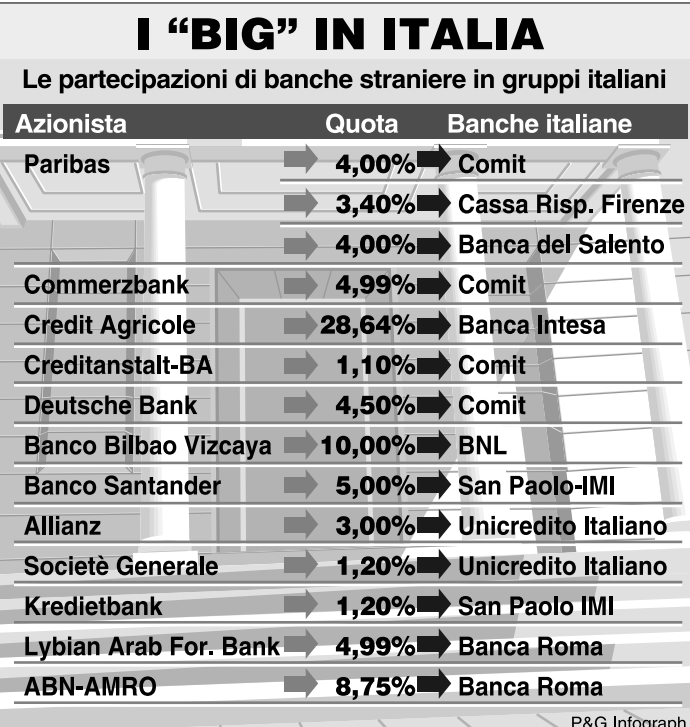 I “BIG” IN ITALIA
Le partecipazioni di banche straniere in gruppi italiani
Azionista Quota Banche italiane
Paribas 4,00% Comit
3,40% Cassa Risp. Firenze
4,00% Banca del Salento
Commerzbank 4,99% Comit
Credit Agricole 28,64% Banca Intesa
Creditanstalt-BA 1,10% Comit
Deutsche Bank 4,50% Comit
Banco Bilbao Vizcaya 10,00% BNL
Banco Santander 5,00% San Paolo-IMI
Allianz 3,00% Unicredito Italiano
Societè Generale 1,20% Unicredito Italiano
Kredietbank 1,20% San Paolo IMI
Lybian Arab For. Bank 4,99% Banca Roma
ABN-AMRO 8,75% Banca Roma
P&G Infograph